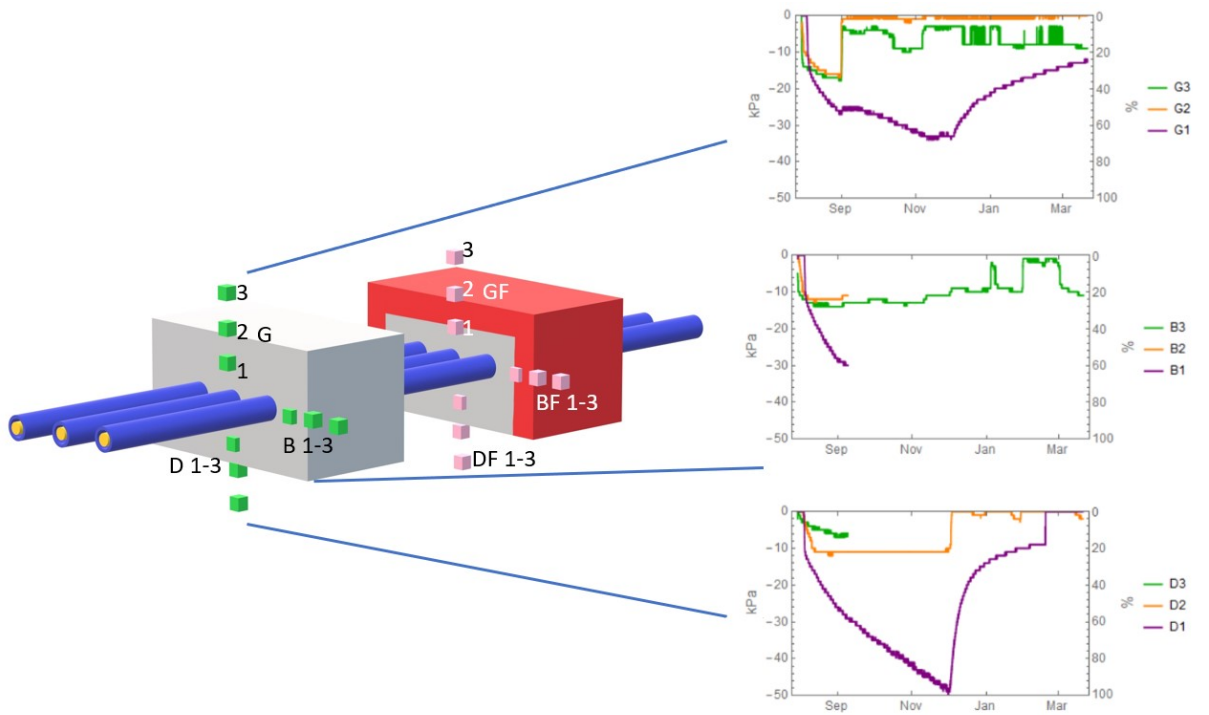 3
2 G
1
B 1-3
D 1-3
3
2 GF
1
BF 1-3
DF 1-3
0
−10
−20
−30
−40
−50
kPa
Sep Nov Jan Mar
0
20
40
60
80
100
%
G3
G2
G1
0
−10
−20
−30
−40
−50
kPa
Sep Nov Jan Mar
0
20
40
60
80
100
%
B3
B2
B1
0
−10
−20
−30
−40
−50
kPa
Sep Nov Jan Mar
0
20
40
60
80
100
%
D3
D2
D1